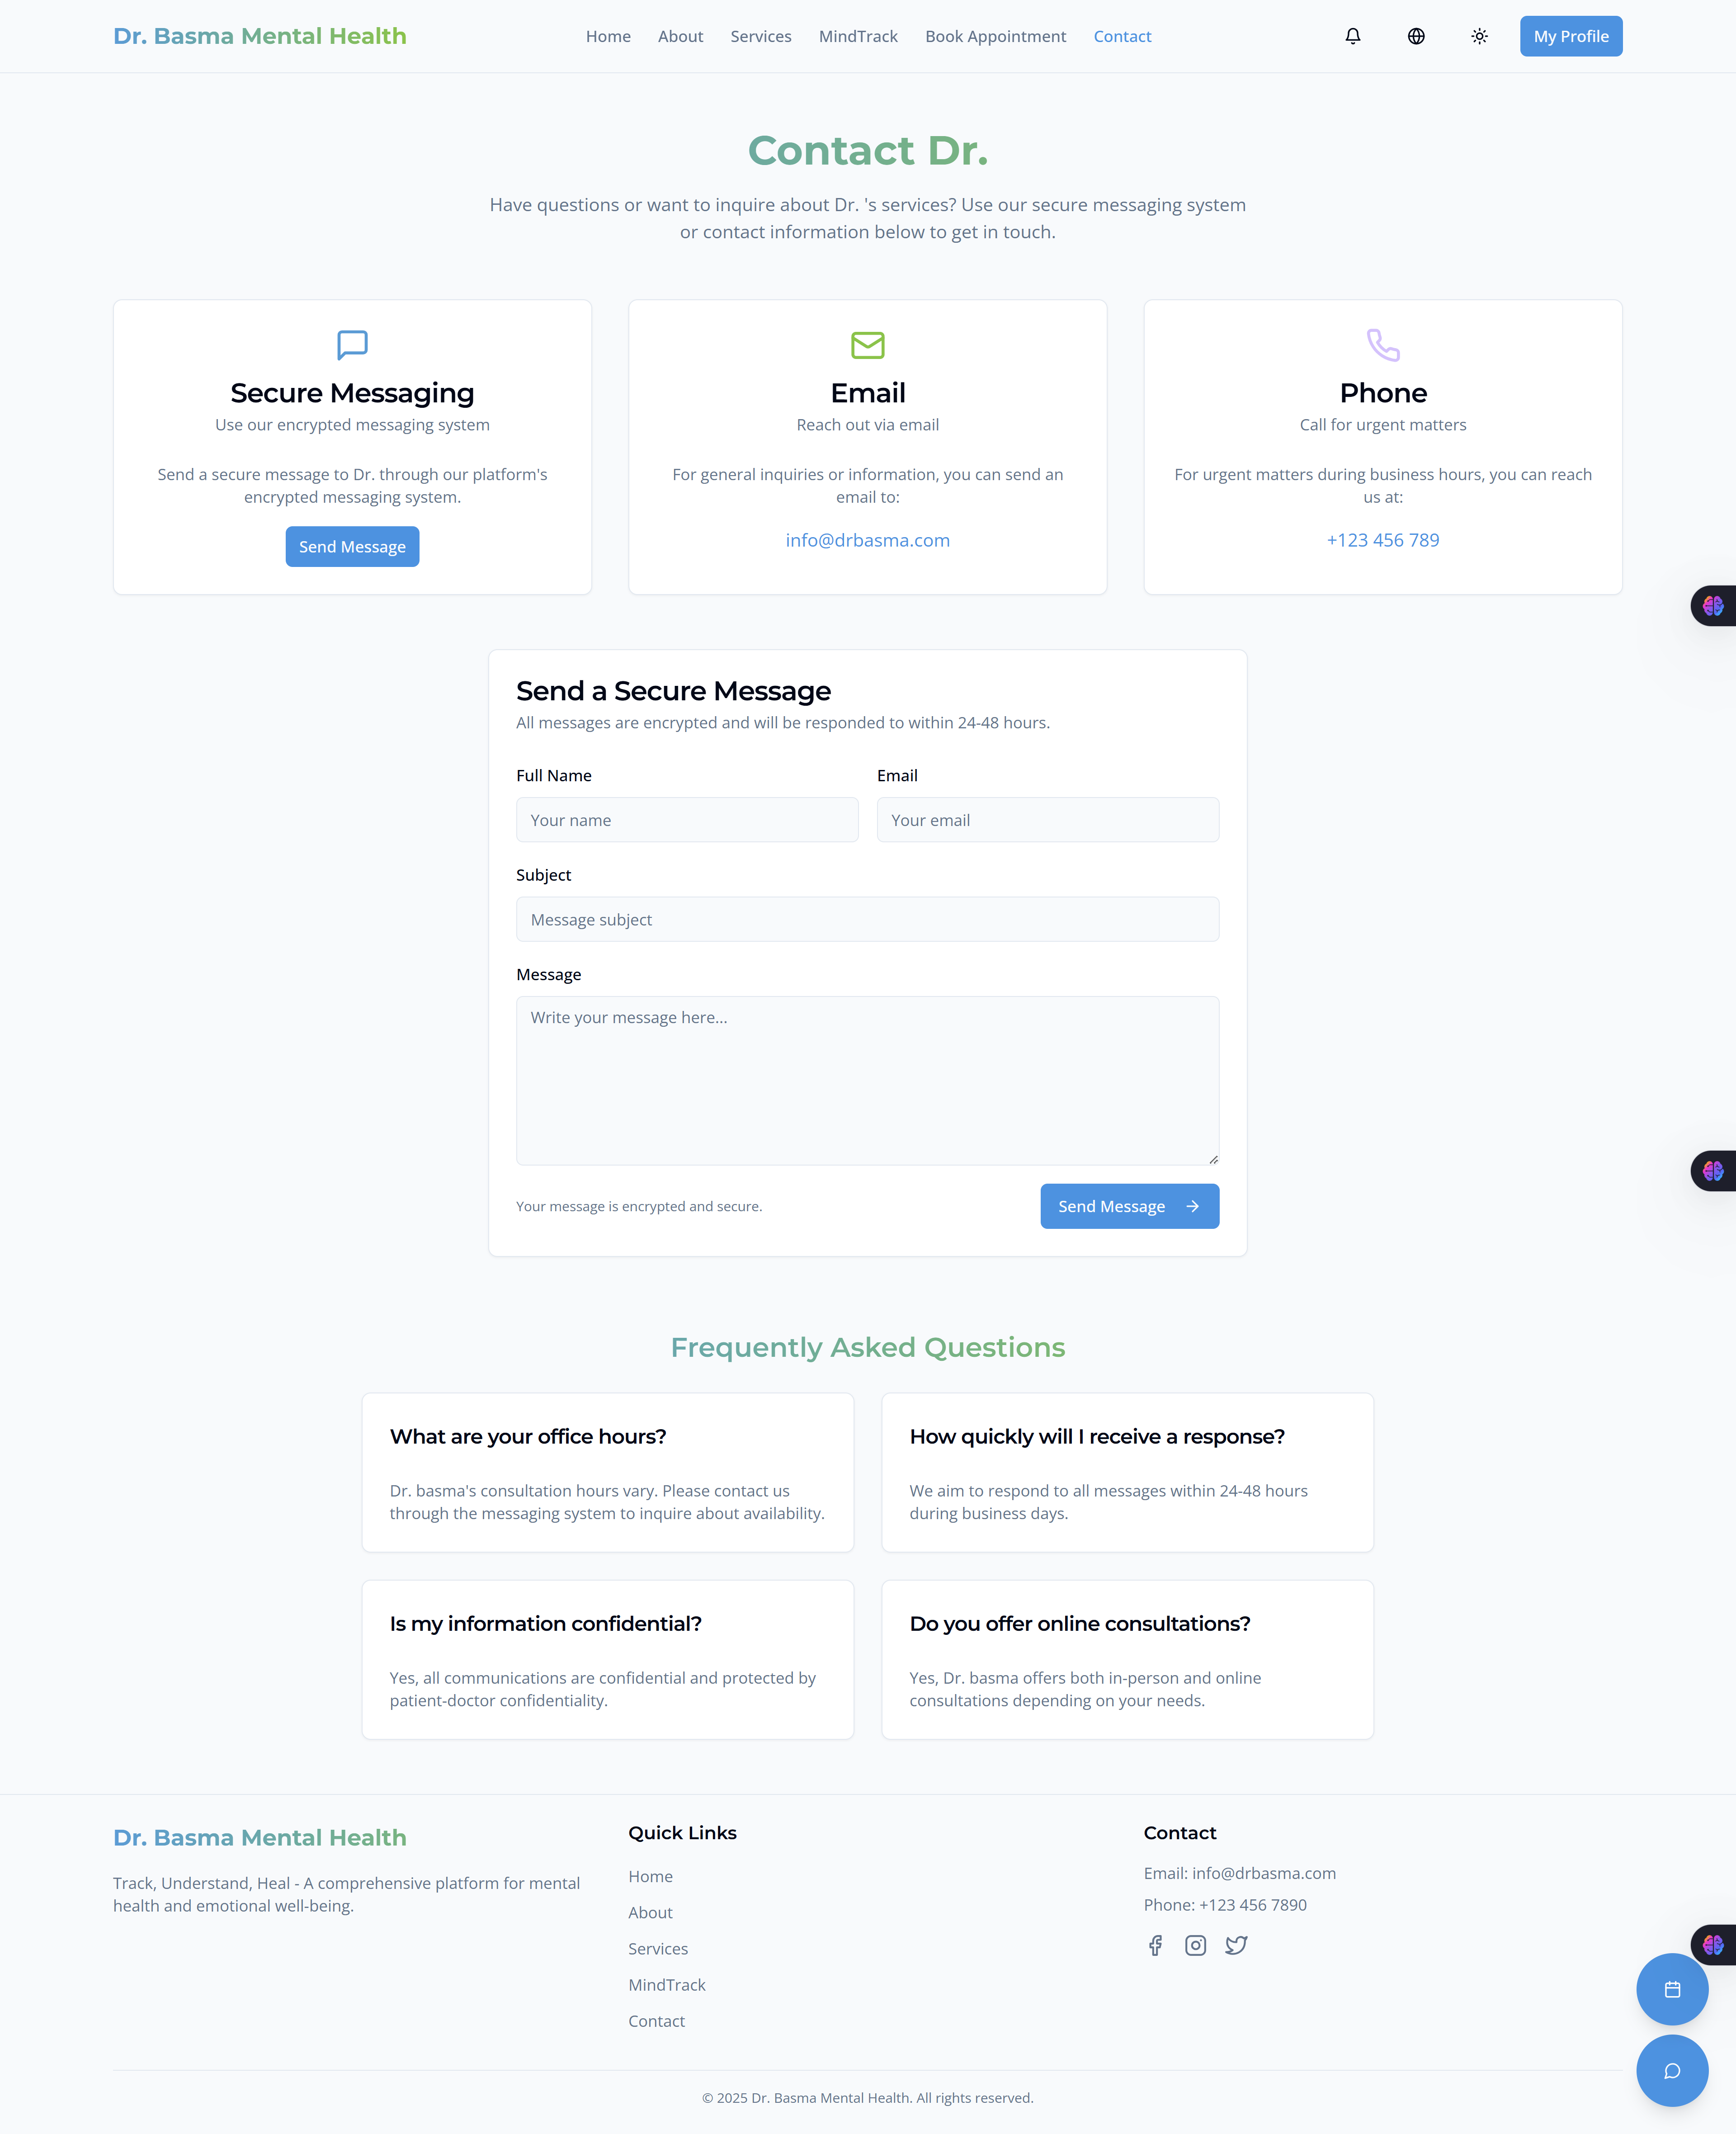 Dr. Basma Mental Health
Home
About
Services
MindTrack
Book Appointment
Contact
My Profile
Contact Dr.
Have questions or want to inquire about Dr. 's services? Use our secure messaging system
or contact information below to get in touch.
Secure Messaging
Use our encrypted messaging system
Send a secure message to Dr. through our platform's
encrypted messaging system.
Send Message
Email
Reach out via email
For general inquiries or information, you can send an
email to:
info@drbasma.com
Phone
Call for urgent matters
For urgent matters during business hours, you can reach
us at:
+123 456 789
Send a Secure Message
All messages are encrypted and will be responded to within 24-48 hours.
Full Name
Your name
Email
Your email
Subject
Message subject
Message
Write your message here...
Your message is encrypted and secure.
Send Message
Frequently Asked Questions
What are your office hours?
Dr. basma's consultation hours vary. Please contact us
through the messaging system to inquire about availability.
How quickly will I receive a response?
We aim to respond to all messages within 24-48 hours
during business days.
Is my information confidential?
Yes, all communications are confidential and protected by
patient-doctor confidentiality.
Do you offer online consultations?
Yes, Dr. basma offers both in-person and online
consultations depending on your needs.
Dr. Basma Mental Health
Track, Understand, Heal - A comprehensive platform for mental
health and emotional well-being.
Quick Links
Home
About
Services
MindTrack
Contact
Contact
Email: info@drbasma.com
Phone: +123 456 7890
© 2025 Dr. Basma Mental Health. All rights reserved.